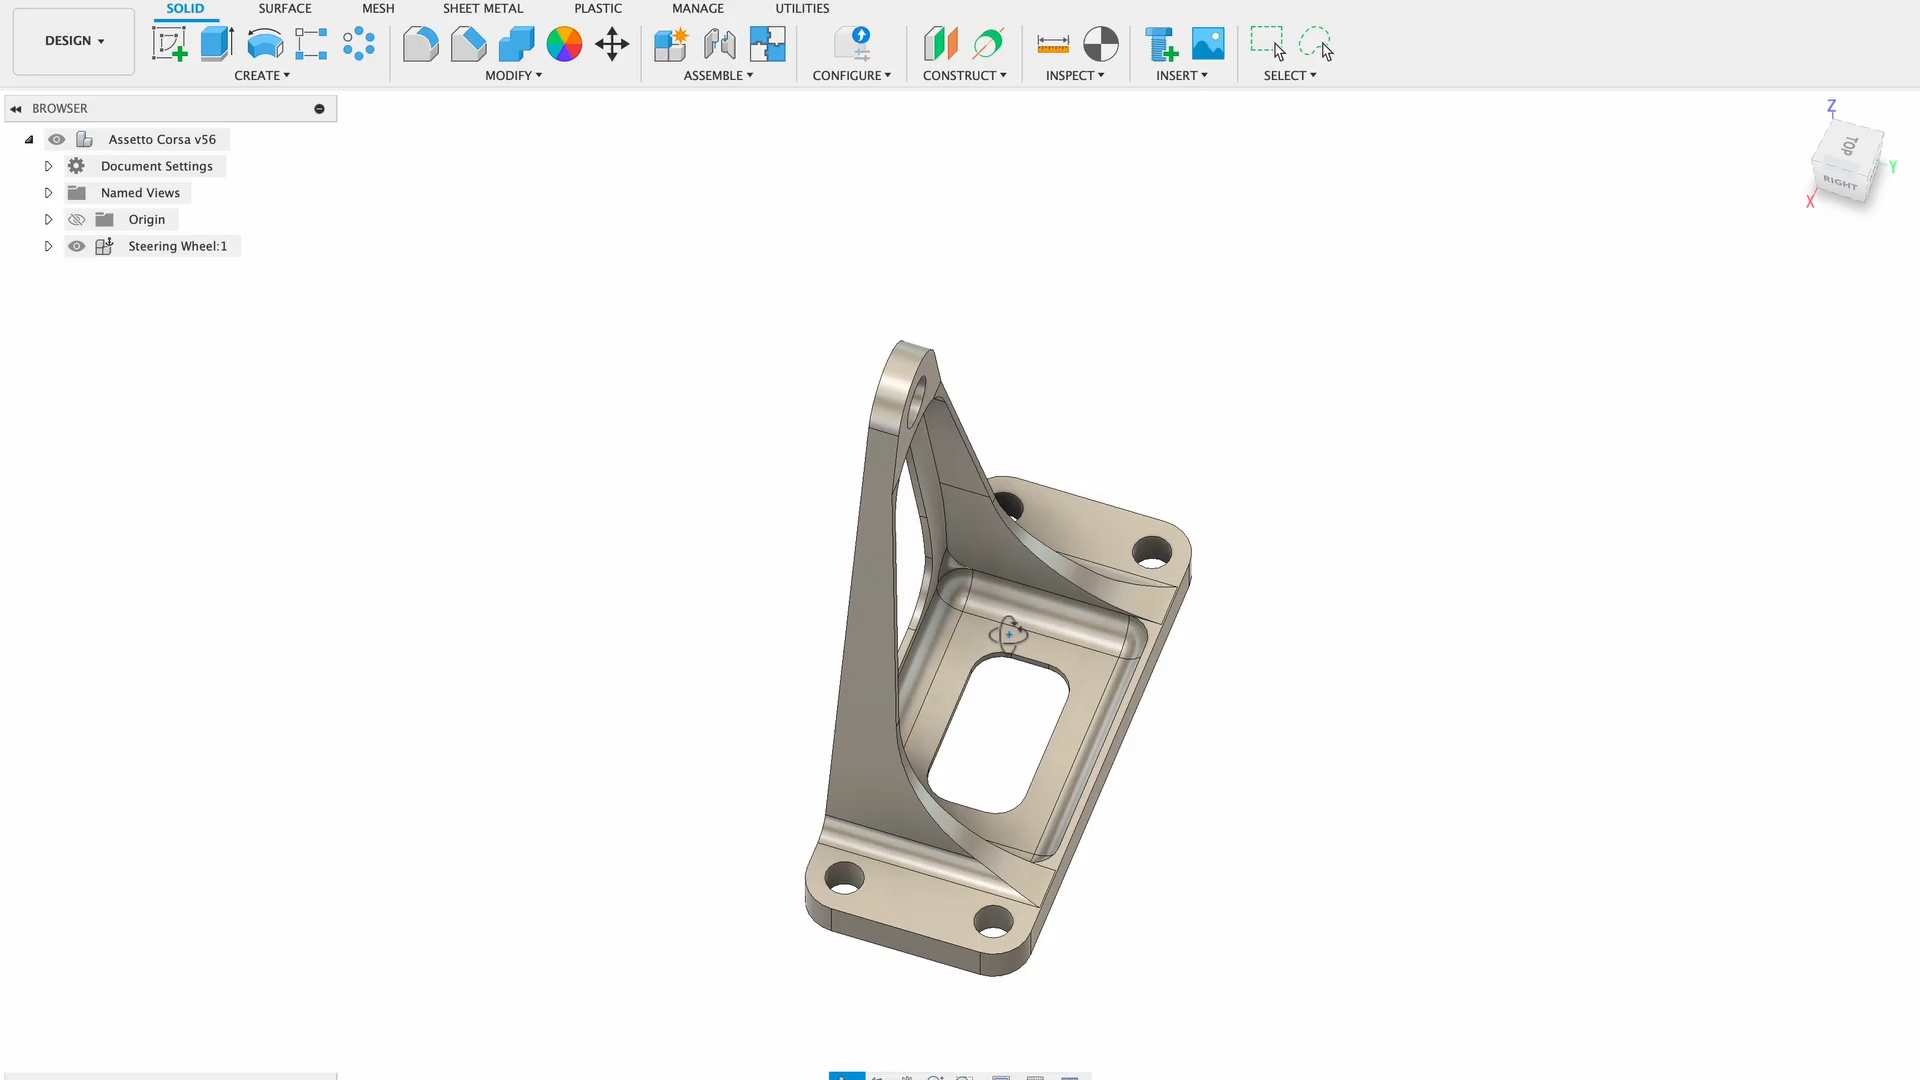 SOLID
SURFACE
MESH
SHEET METAL
PLASTIC
MANAGE
UTILITIES
DESIGN
CREATE
MODIFY
ASSEMBLE
CONFIGURE
CONSTRUCT
INSPECT
INSERT
SELECT
BROWSER
Assetto Corsa v56
Document Settings
Named Views
Origin
Steering Wheel:1
Z
TOP
Y
RIGHT
X